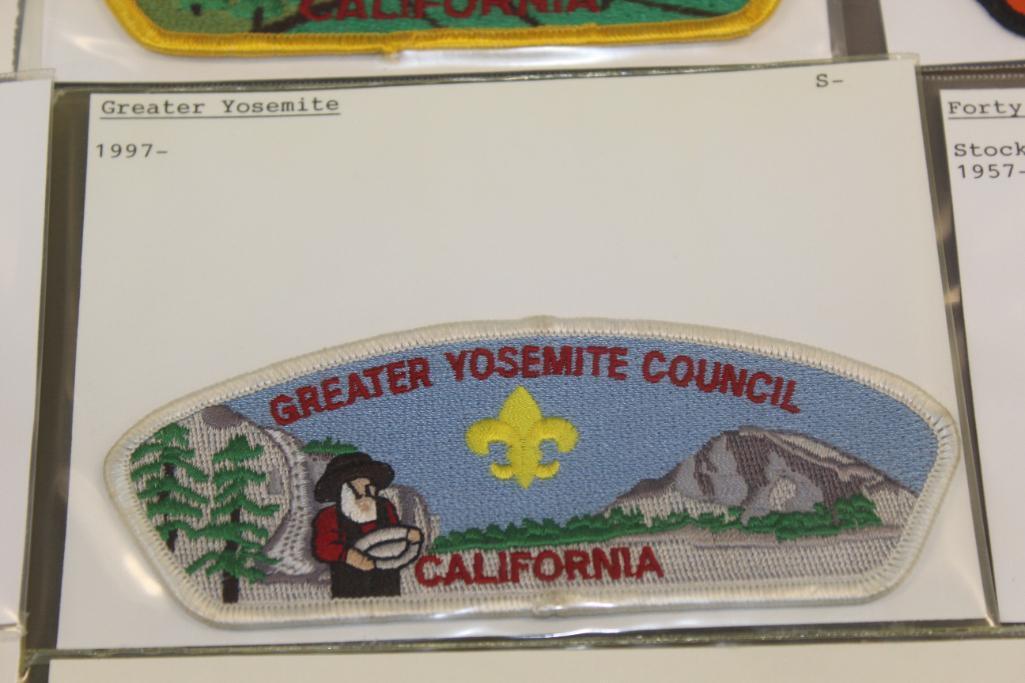 CALIFORNIA
Greater Yosemite
S-
1997-
Forty
Stock
1957-
GREATER YOSEMITE COUNCIL
CALIFORNIA